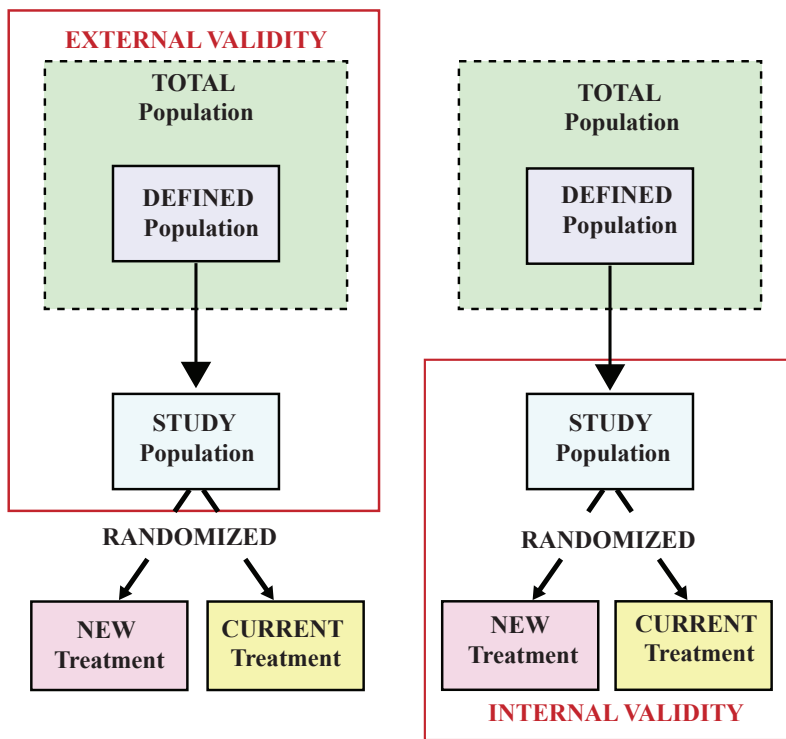 EXTERNAL VALIDITY
TOTAL
Population
DEFINED
Population
STUDY
Population
RANDOMIZED
NEW
Treatment
CURRENT
Treatment
TOTAL
Population
DEFINED
Population
STUDY
Population
RANDOMIZED
NEW
Treatment
CURRENT
Treatment
INTERNAL VALIDITY